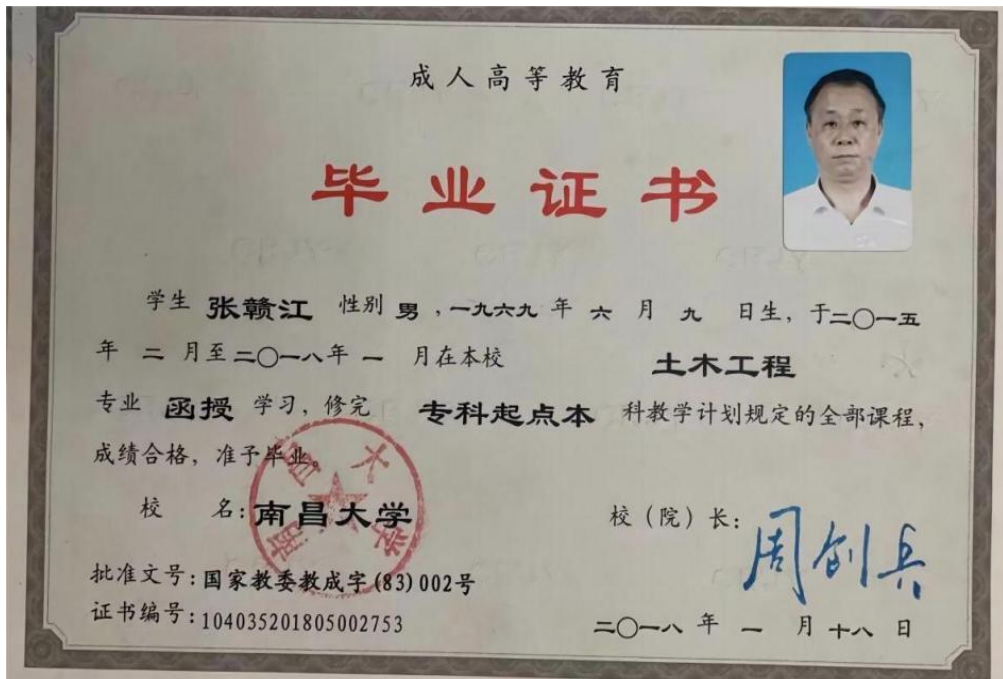 成人高等教育
毕业证书
学生 张赣江 性别 男，一九六九 年 六 月 九 日生，于二〇一五
年 二 月至二〇一八年 一 月在本校 土木工程
专业 函授 学习，修完 专科起点本 科教学计划规定的全部课程，
成绩合格，准予毕业。
校 名：南昌大学
校（院）长：周创兵
批准文号：国家教委教成字(83)002号
证书编号：104035201805002753
二〇一八 年 一 月 十八 日
南昌大学